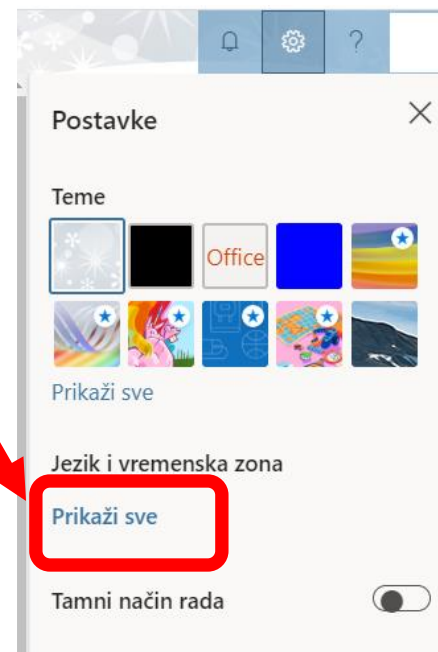 ?
Postavke
Teme
Office
Prikaži sve
Jezik i vremenska zona
Prikaži sve
Tamni način rada